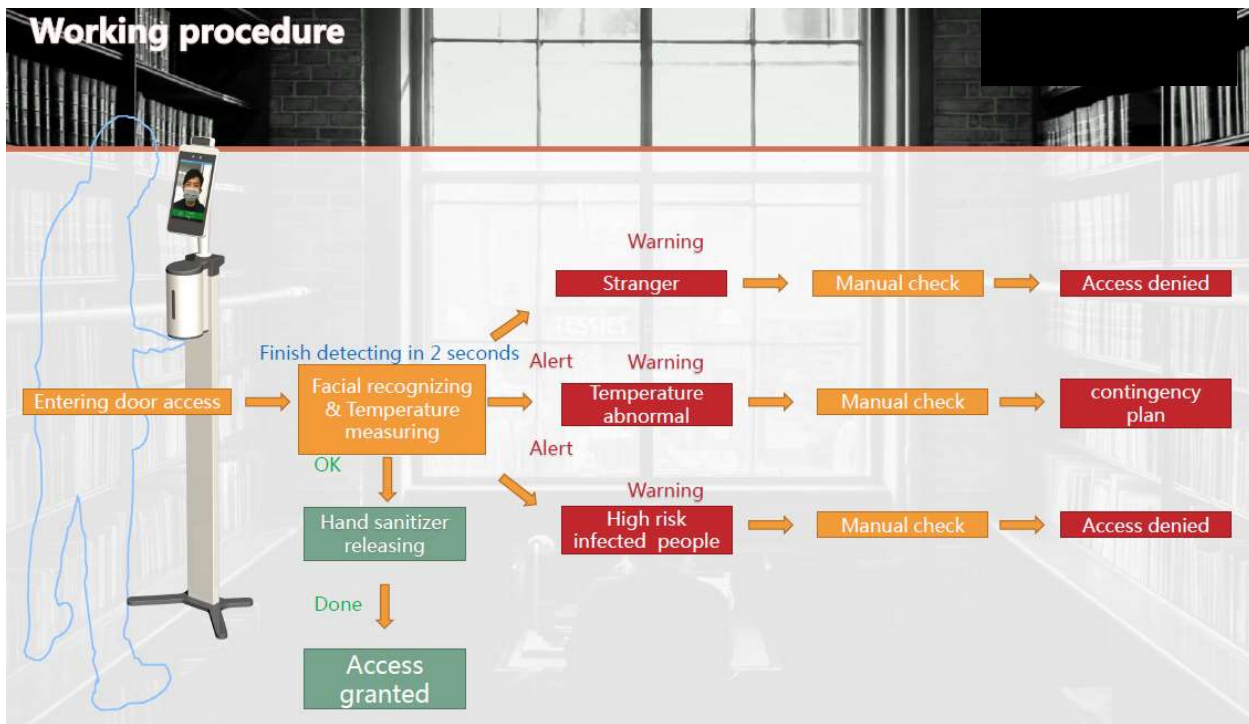 Working procedure
Warning
Stranger
Manual check
Access denied
TESSIES
Finish detecting in 2 seconds
Alert
Warning
Entering door access
Facial recognizing
& Temperature
measuring
Temperature
abnormal
Manual check
contingency
plan
Alert
OK
Warning
Hand sanitizer
releasing
High risk
infected people
Manual check
Access denied
Done
Access
granted